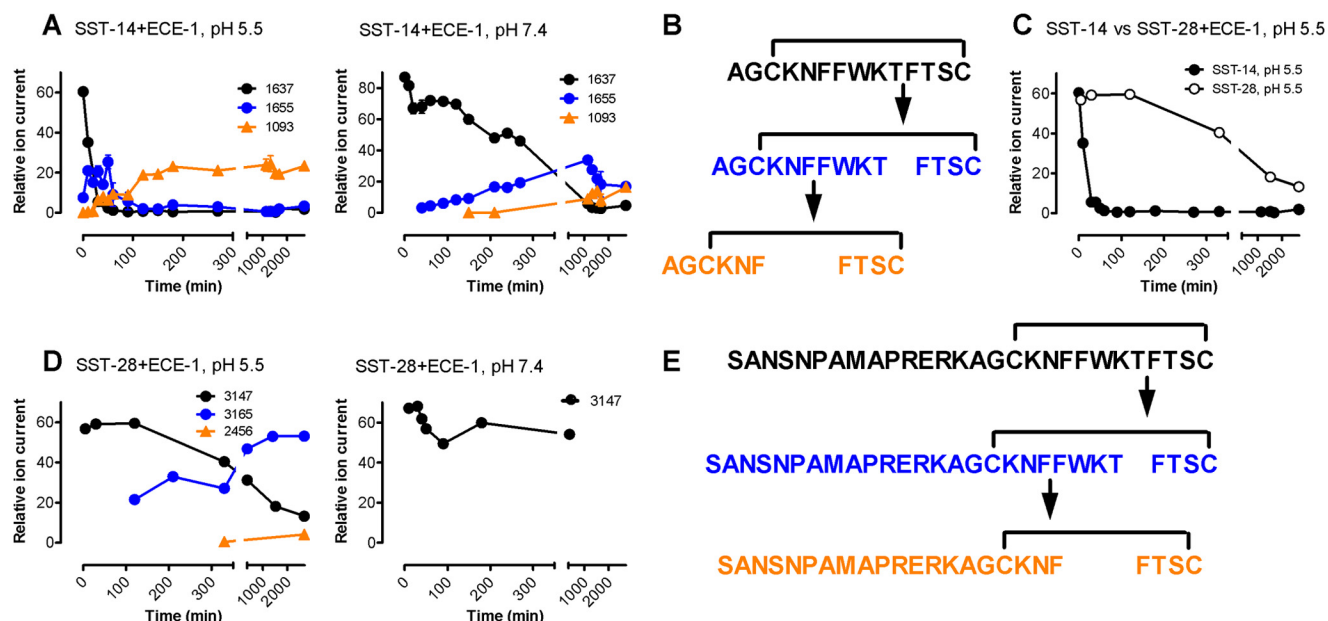 A
SST-14+ECE-1, pH 5.5
Relative ion current
60
40
20
0
1637
1655
1093
0
100
200
300
1000
2000
Time (min)
SST-14+ECE-1, pH 7.4
Relative ion current
100
80
60
40
20
0
1637
1655
1093
0
100
200
300
1000
2000
Time (min)
B
AGCKNFFWKTFTSC
AGCKNFFWKT FTSC
AGCKNF FTSC
C
SST-14 vs SST-28+ECE-1, pH 5.5
Relative ion current
60
40
20
0
SST-14, pH 5.5
SST-28, pH 5.5
0
100
200
300
1000
2000
Time (min)
D
SST-28+ECE-1, pH 5.5
Relative ion current
60
40
20
0
3147
3165
2456
0
100
200
300
1000
2000
Time (min)
SST-28+ECE-1, pH 7.4
Relative ion current
60
40
20
0
3147
0
100
200
300
1000
2000
Time (min)
E
SANSNPAMAPRERKAGCKNFFWKTFTSC
SANSNPAMAPRERKAGCKNFFWKT FTSC
SANSNPAMAPRERKAGCKNF FTSC